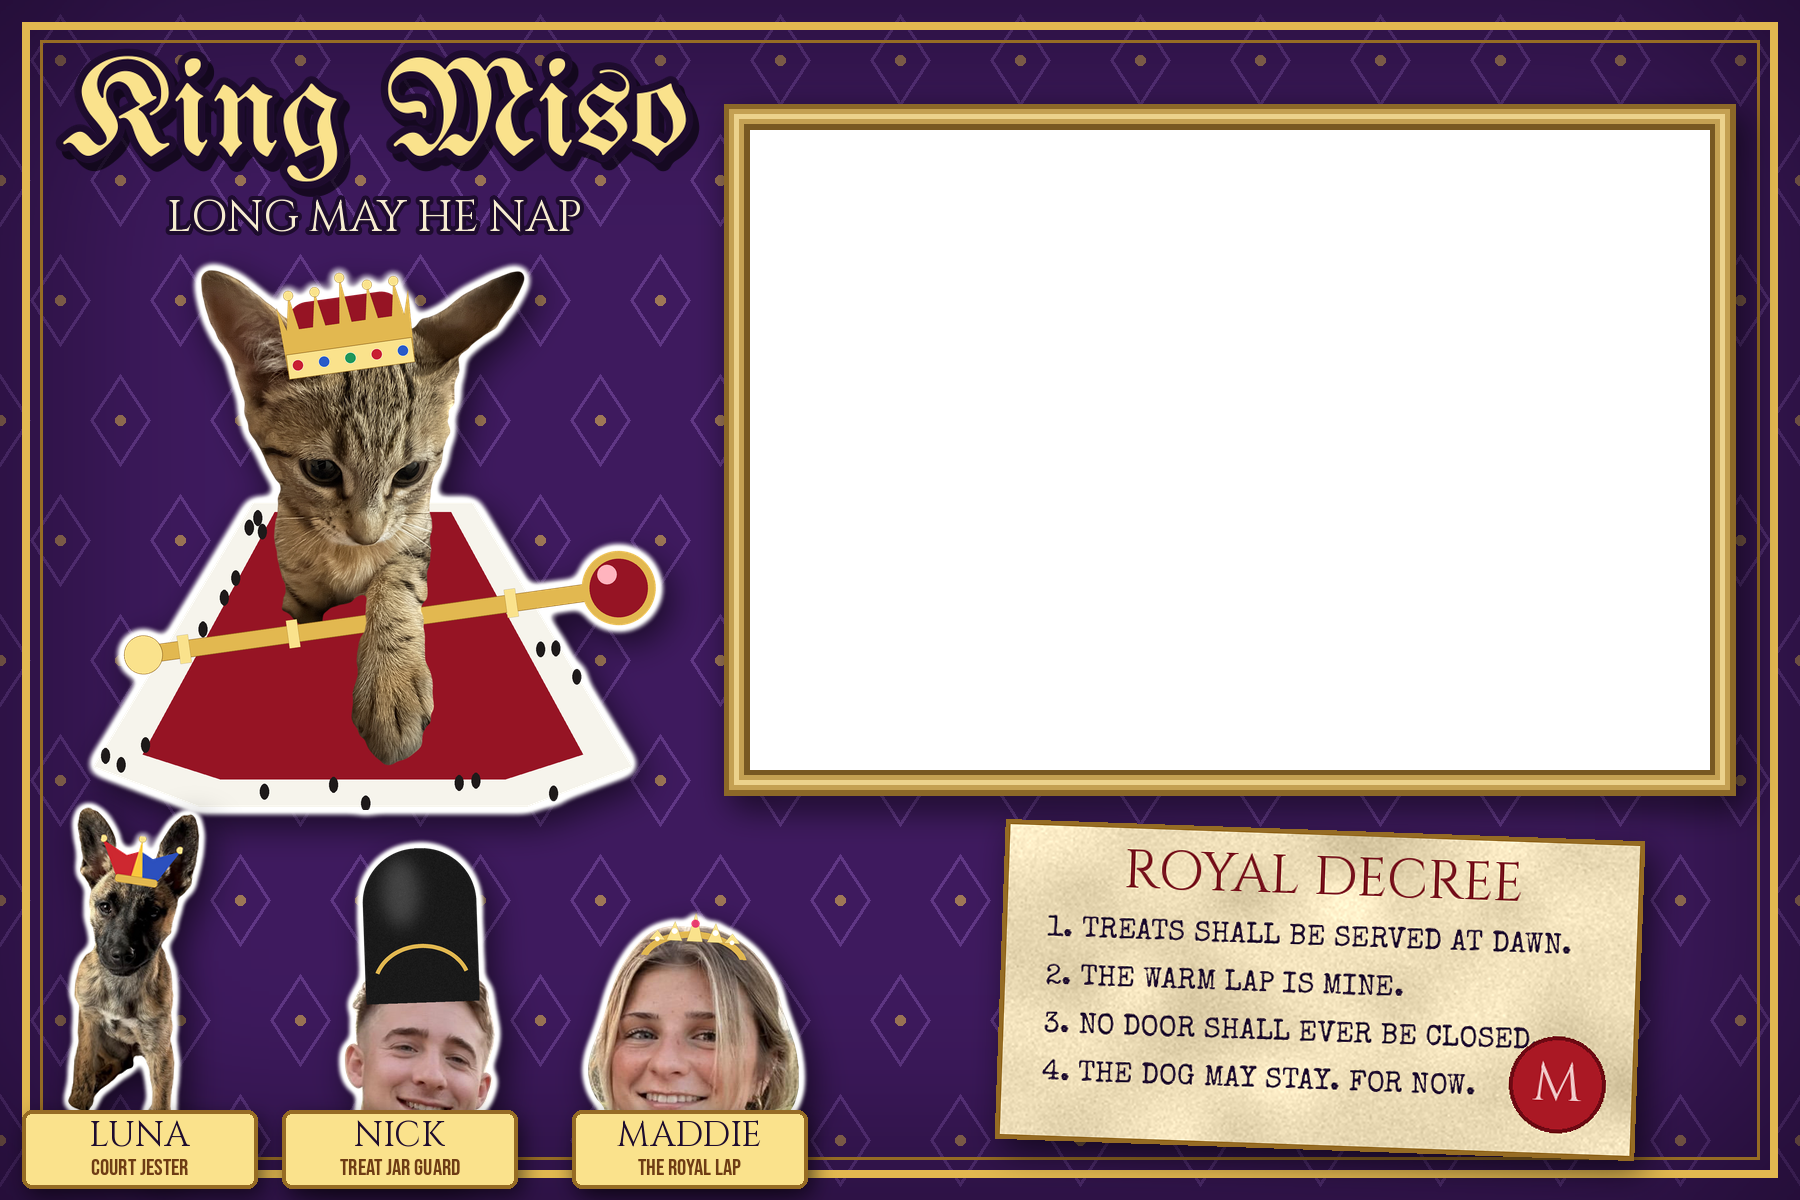 King Miso
LONG MAY HE NAP
ROYAL DECREE
1. TREATS SHALL BE SERVED AT DAWN.
2. THE WARM LAP IS MINE.
3. NO DOOR SHALL EVER BE CLOSED
4. THE DOG MAY STAY. FOR NOW.
M
LUNA
COURT JESTER
NICK
TREAT JAR GUARD
MADDIE
THE ROYAL LAP